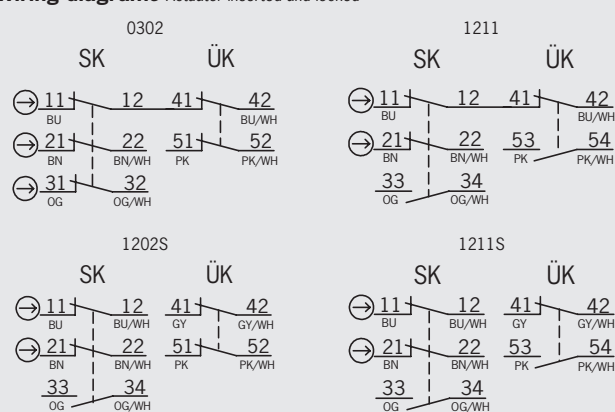 wiring diagrams Actuator inserted and locked
0302
SK ÜK
11 12 41 42
BU BU/WH
21 22 51 52
BN BN/WH PK PK/WH
31 32
OG OG/WH
1211
SK ÜK
11 12 41 42
BU BU/WH
21 22 53 54
BN BN/WH PK PK/WH
33 34
OG OG/WH
1202S
SK ÜK
11 12 41 42
BU BU/WH GY GY/WH
21 22 51 52
BN BN/WH PK PK/WH
33 34
OG OG/WH
1211S
SK ÜK
11 12 41 42
BU BU/WH GY GY/WH
21 22 53 54
BN BN/WH PK PK/WH
33 34
OG OG/WH